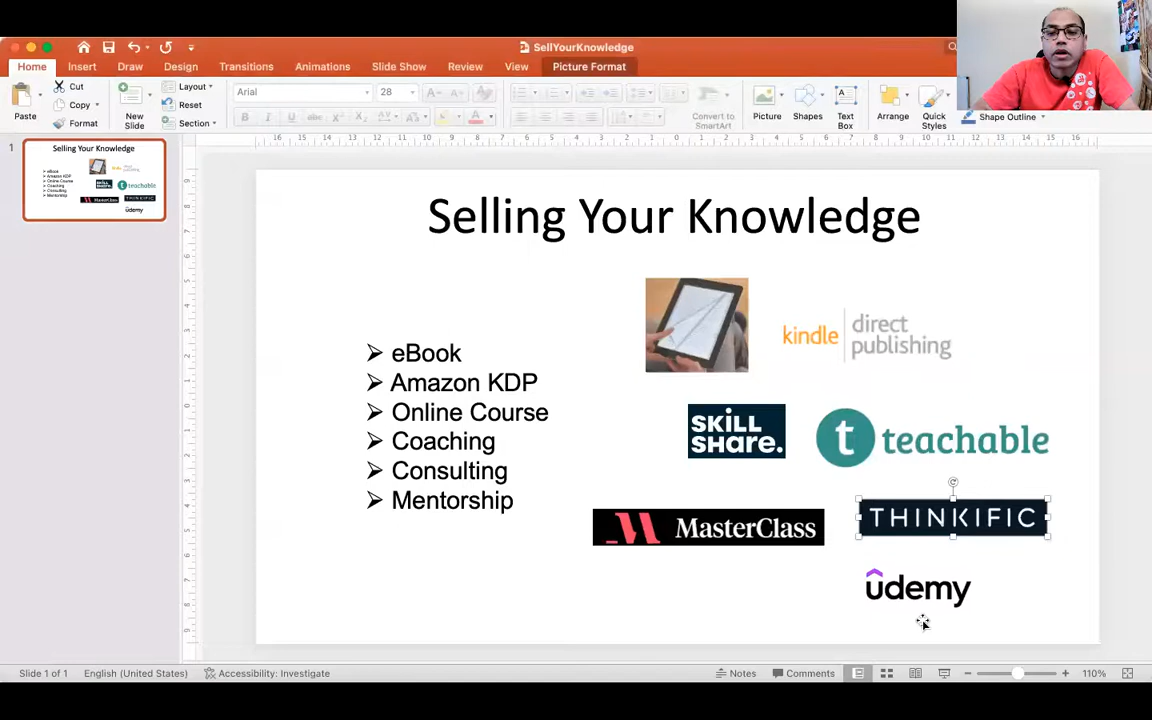 SellYourKnowledge
Home Insert Draw Design Transitions Animations Slide Show Review View Picture Format
Paste
Cut
Copy
Format
New Slide
Layout
Reset
Section
Arial 28
Convert to SmartArt
Picture
Shapes
Text Box
Arrange
Quick Styles
Shape Outline
1
Selling Your Knowledge
eBook
Amazon KDP
Online Course
Coaching
Consulting
Mentorship
kindle direct publishing
SKILL SHARE.
t teachable
MasterClass
THINKIFIC
udemy
Slide 1 of 1 English (United States) Accessibility: Investigate Notes Comments 110%